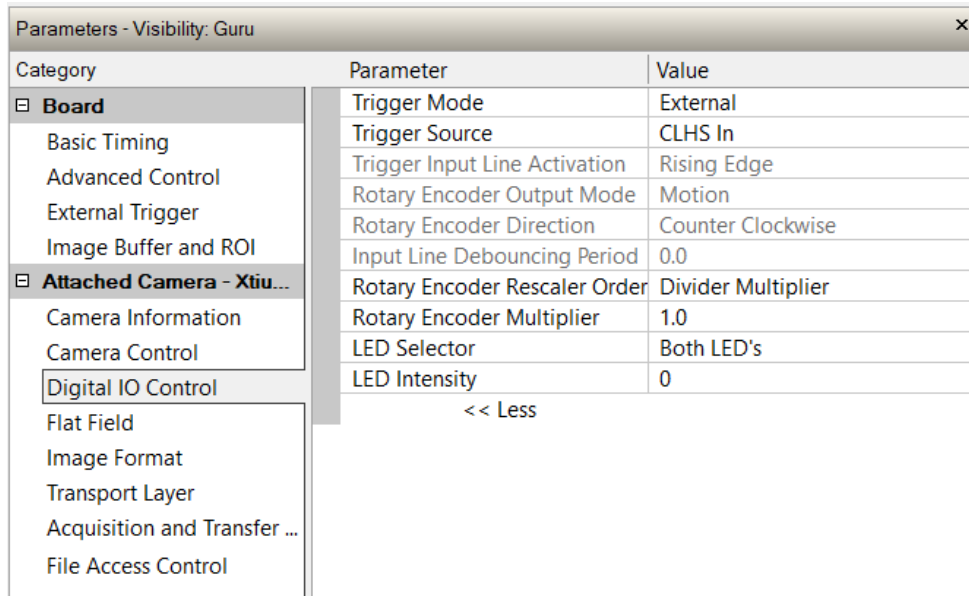 Parameters - Visibility: Guru
×
Category
Board
Basic Timing
Advanced Control
External Trigger
Image Buffer and ROI
Attached Camera - Xtiu...
Camera Information
Camera Control
Digital IO Control
Flat Field
Image Format
Transport Layer
Acquisition and Transfer ...
File Access Control
Parameter Value
Trigger Mode External
Trigger Source CLHS In
Trigger Input Line Activation Rising Edge
Rotary Encoder Output Mode Motion
Rotary Encoder Direction Counter Clockwise
Input Line Debouncing Period 0.0
Rotary Encoder Rescaler Order Divider Multiplier
Rotary Encoder Multiplier 1.0
LED Selector Both LED's
LED Intensity 0
<< Less